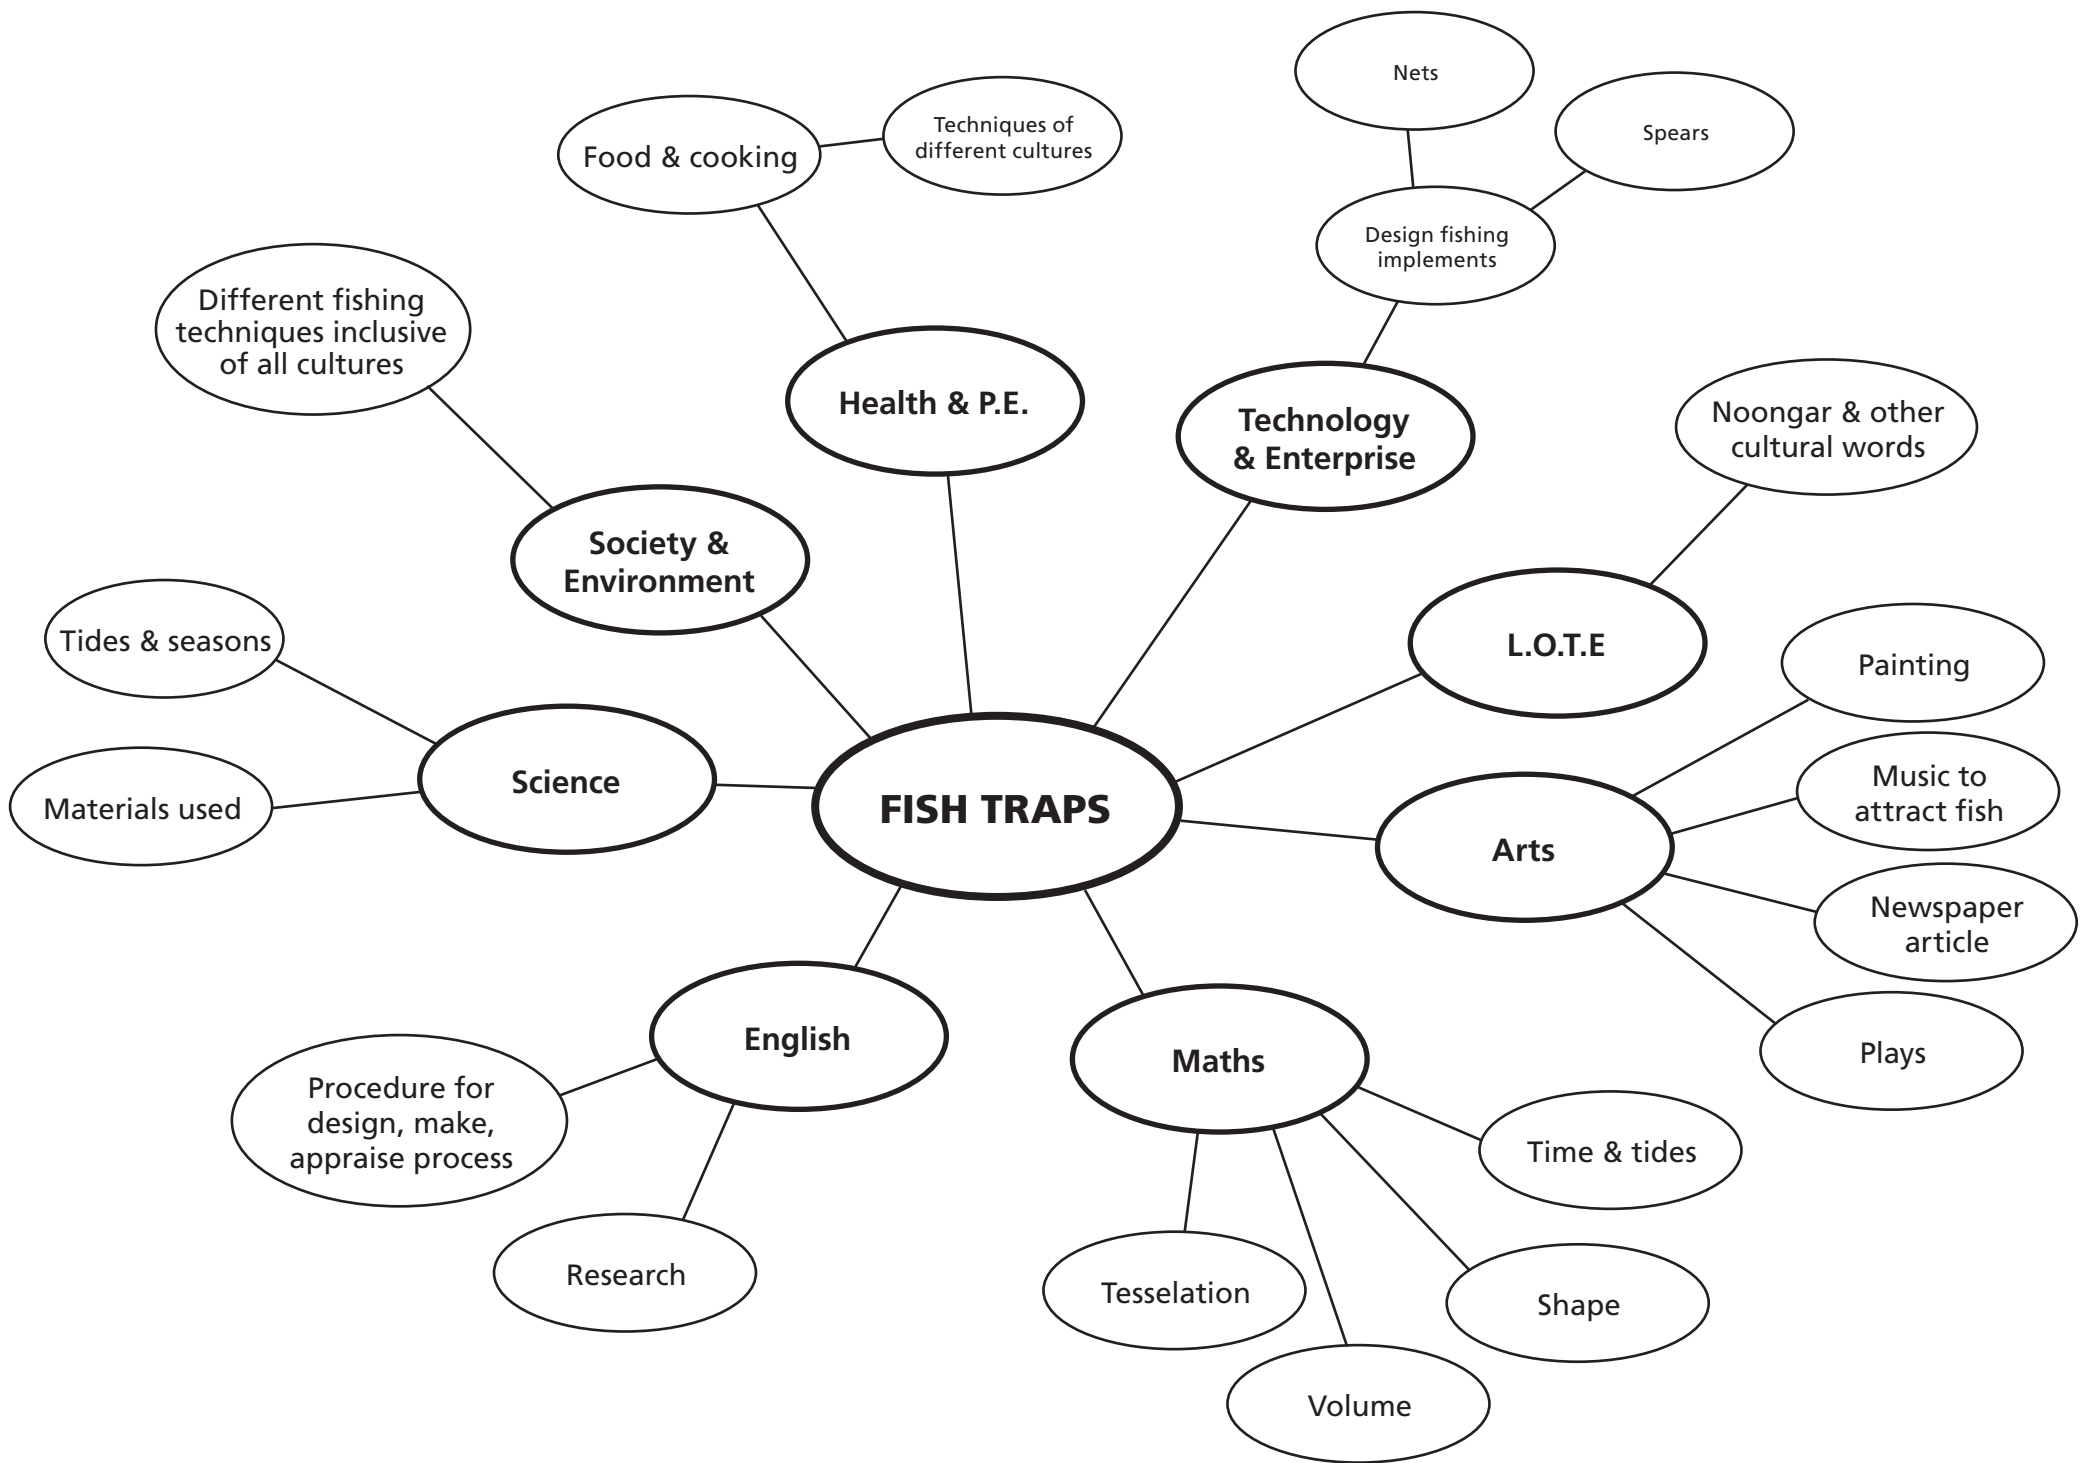 Nets
Spears
Techniques of
different cultures
Food & cooking
Design fishing
implements
Different fishing
techniques inclusive
of all cultures
Health & P.E.
Technology
& Enterprise
Noongar & other
cultural words
Society &
Environment
L.O.T.E
Tides & seasons
Painting
Science
Materials used
FISH TRAPS
Music to
attract fish
Arts
Newspaper
article
English
Maths
Plays
Procedure for
design, make,
appraise process
Time & tides
Research
Tesselation
Shape
Volume